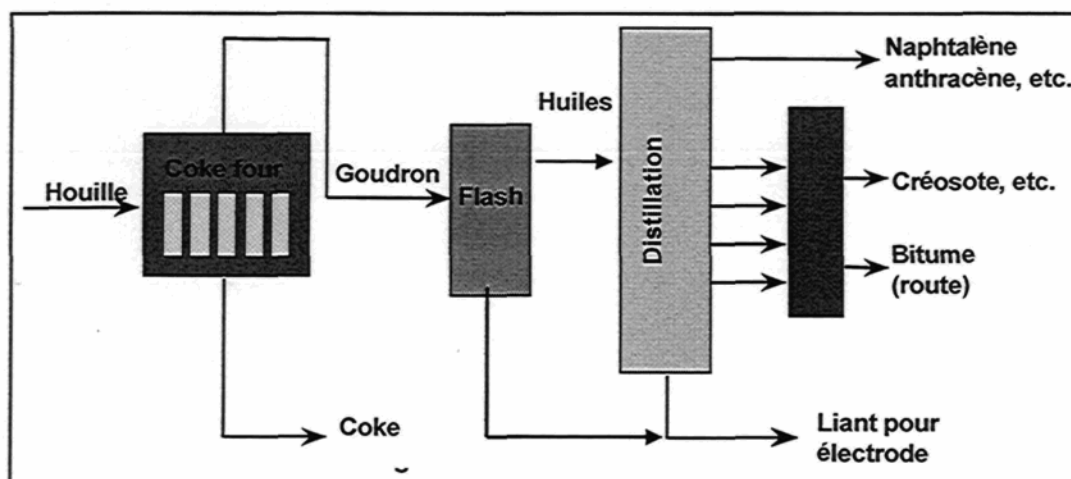 Naphtalène
anthracène, etc.
Huiles
Coke four
Goudron
Houille
Flash
Distillation
Créosote, etc.
Bitume
(route)
Coke
Liant pour
électrode